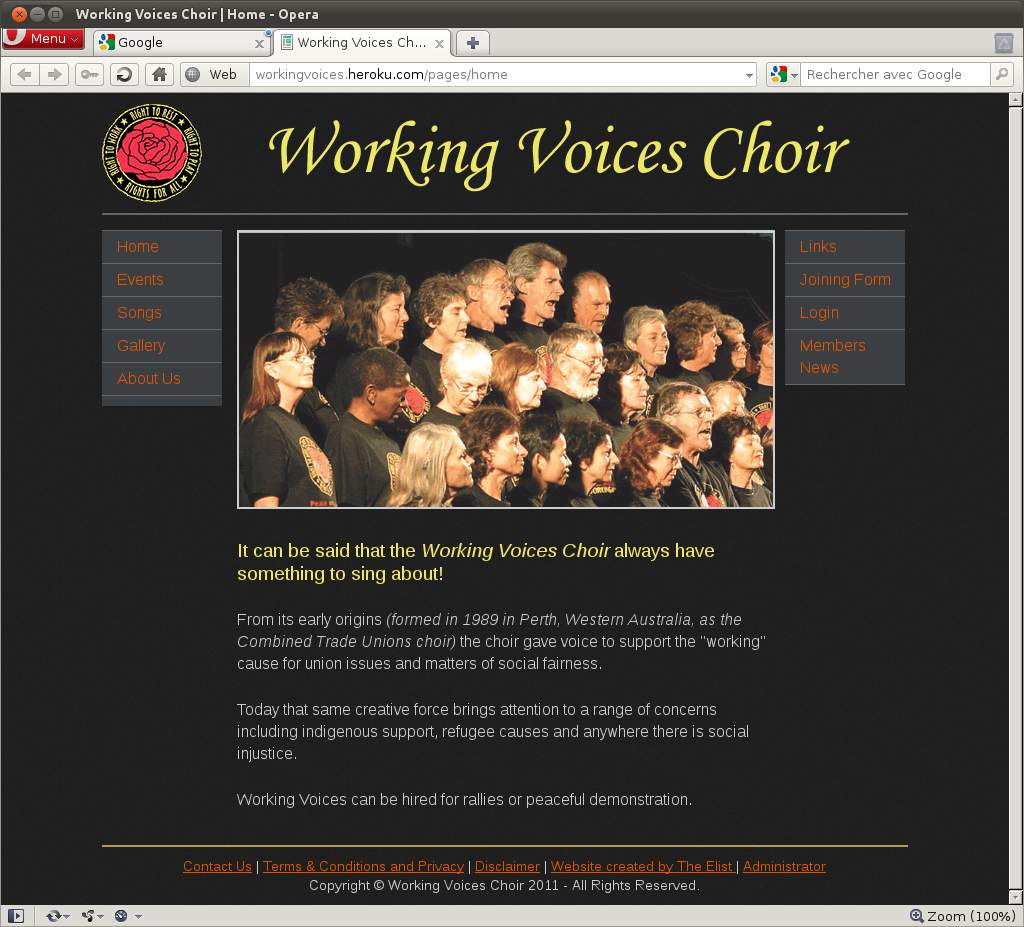 Working Voices Choir | Home - Opera
Menu
Google
Working Voices Ch...
Web
workingvoices.heroku.com/pages/home
Rechercher avec Google
RIGHT TO WORK ★ RIGHT TO REST ★ RIGHT TO PLAY ★ RIGHTS FOR ALL ★
Working Voices Choir
Home
Events
Songs
Gallery
About Us
Links
Joining Form
Login
Members
News
It can be said that the Working Voices Choir always have
something to sing about!
From its early origins (formed in 1989 in Perth, Western Australia, as the
Combined Trade Unions choir) the choir gave voice to support the "working"
cause for union issues and matters of social fairness.
Today that same creative force brings attention to a range of concerns
including indigenous support, refugee causes and anywhere there is social
injustice.
Working Voices can be hired for rallies or peaceful demonstration.
Contact Us | Terms & Conditions and Privacy | Disclaimer | Website created by The Elist | Administrator
Copyright © Working Voices Choir 2011 - All Rights Reserved.
Zoom (100%)